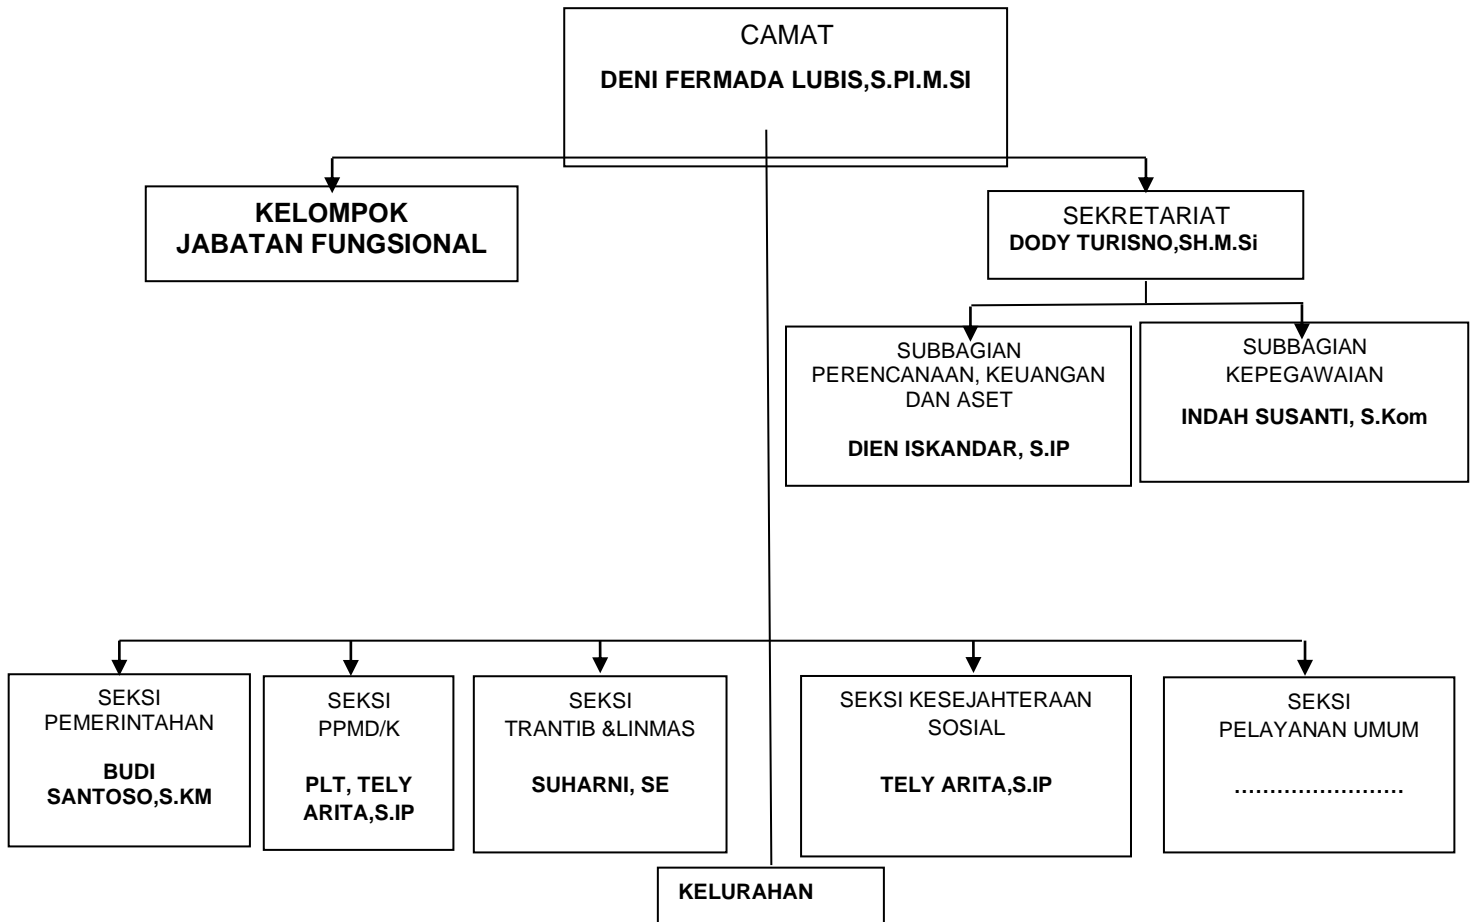 CAMAT
DENI FERMADA LUBIS,S.PI.M.SI
KELOMPOK
JABATAN FUNGSIONAL
SEKRETARIAT
DODY TURISNO,SH.M.Si
SUBBAGIAN
PERENCANAAN, KEUANGAN
DAN ASET
DIEN ISKANDAR, S.IP
SUBBAGIAN
KEPEGAWAIAN
INDAH SUSANTI, S.Kom
SEKSI
PEMERINTAHAN
BUDI
SANTOSO,S.KM
SEKSI
PPMD/K
PLT, TELY
ARITA,S.IP
SEKSI
TRANTIB &LINMAS
SUHARNI, SE
SEKSI KESEJAHTERAAN
SOSIAL
TELY ARITA,S.IP
SEKSI
PELAYANAN UMUM
……………………
KELURAHAN